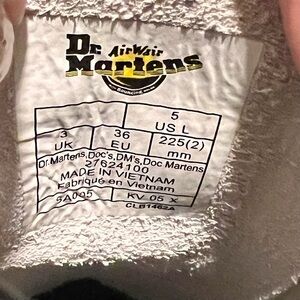 Dr. AirWair
Martens
5
US L
3
UK
36
EU
225(2)
mm
Dr.Martens,Doc's,DM's,Doc Martens
27624100
MADE IN VIETNAM
Fabriqué en Vietnam
KV 05 X